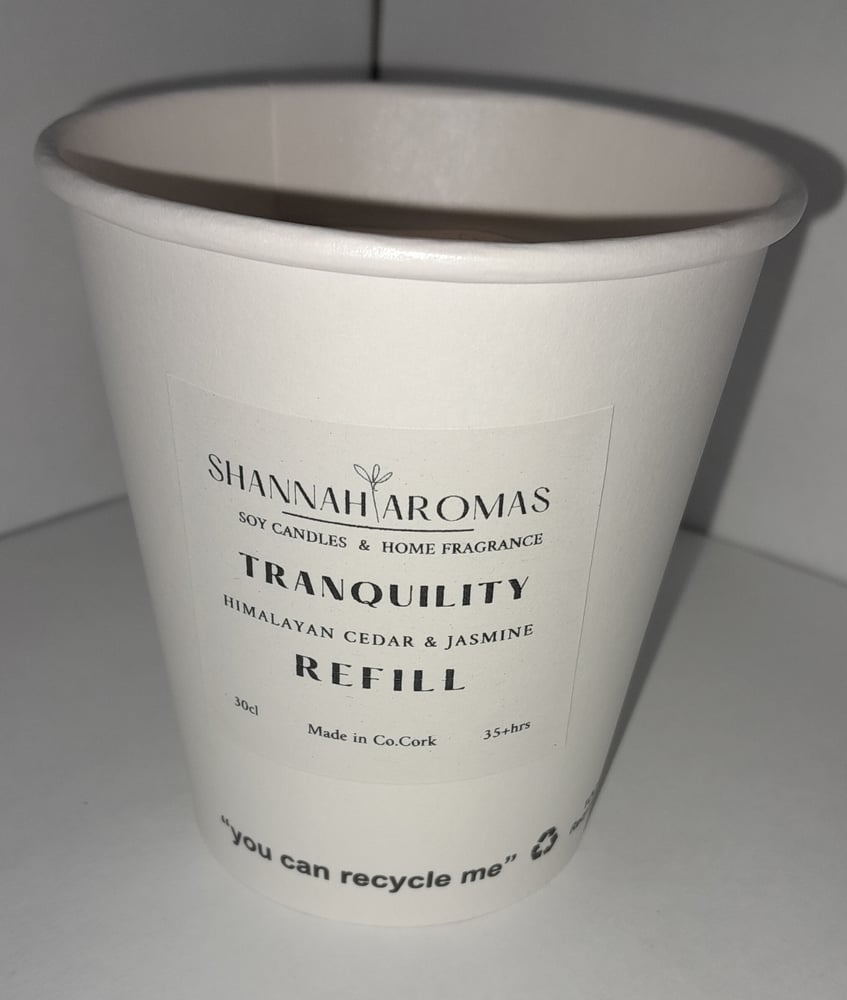 SHANNAH AROMAS
SOY CANDLES & HOME FRAGRANCE
TRANQUILITY
HIMALAYAN CEDAR & JASMINE
REFILL
30cl Made in Co.Cork 35+hrs
“you can recycle me”